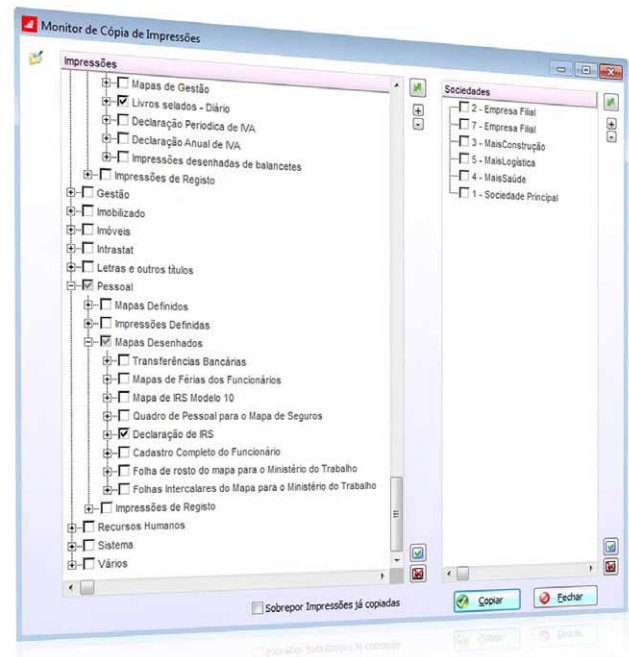 Monitor de Cópia de Impressões
Impressões
Mapas de Gestão
Livros selados - Diário
Declaração Periodica de IVA
Declaração Anual de IVA
Impressões desenhadas de balancetes
Impressões de Registo
Gestão
Imobilizado
Imóveis
Intrastat
Letras e outros títulos
Pessoal
Mapas Definidos
Impressões Definidas
Mapas Desenhados
Transferências Bancárias
Mapas de Férias dos Funcionários
Mapa de IRS Modelo 10
Quadro de Pessoal para o Mapa de Seguros
Declaração de IRS
Cadastro Completo do Funcionário
Folha de rosto do mapa para o Ministério do Trabalho
Folhas Intercalares do Mapa para o Ministério do Trabalho
Impressões de Registo
Recursos Humanos
Sistema
Vários
Sociedades
2 - Empresa Filial
7 - Empresa Filial
3 - MaisConstrução
5 - MaisLogística
4 - MaisSaúde
1 - Sociedade Principal
Sobrepor Impressões já copiadas
Copiar
Fechar